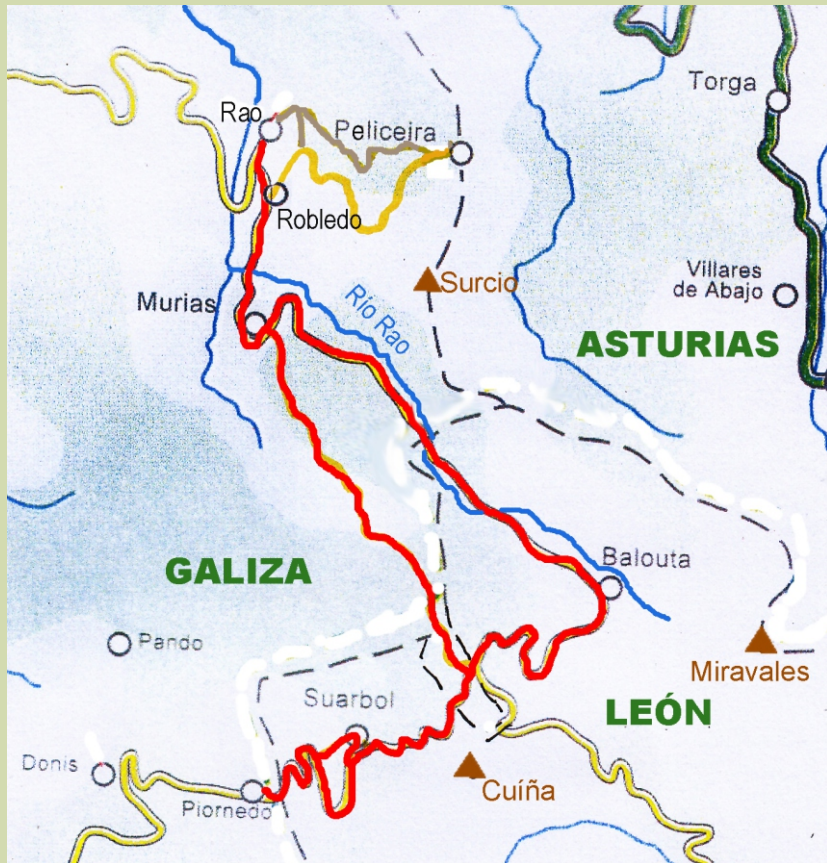 Torga
Rao
Peliceira
Robledo
Villares
de Abajo
Surcio
Murias
Río Rao
ASTURIAS
Balouta
GALIZA
Pando
Miravales
Suarbol
LEÓN
Donis
Piornedo
Cuíña